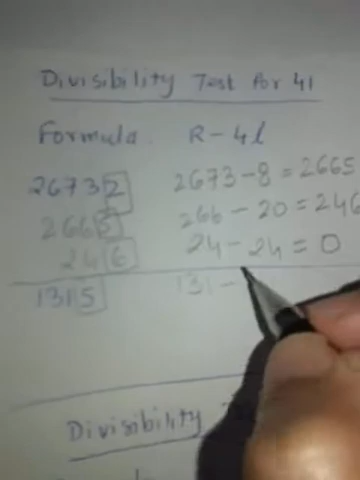 Divisibility Test for 41
Formula R - 4l
26732 2673 - 8 = 2665
2665 266 - 20 = 246
246 24 - 24 = 0
1315 131 -
Divisibility